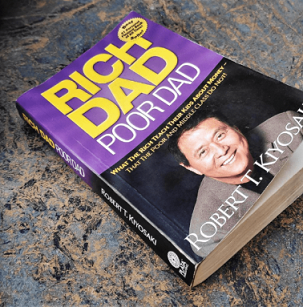 RICH
DAD
POOR DAD
WHAT THE RICH TEACH THEIR KIDS ABOUT MONEY –
THAT THE POOR AND MIDDLE CLASS DO NOT!
ROBERT T. KIYOSAKI
RICH DAD POOR DAD
ROBERT T. KIYOSAKI